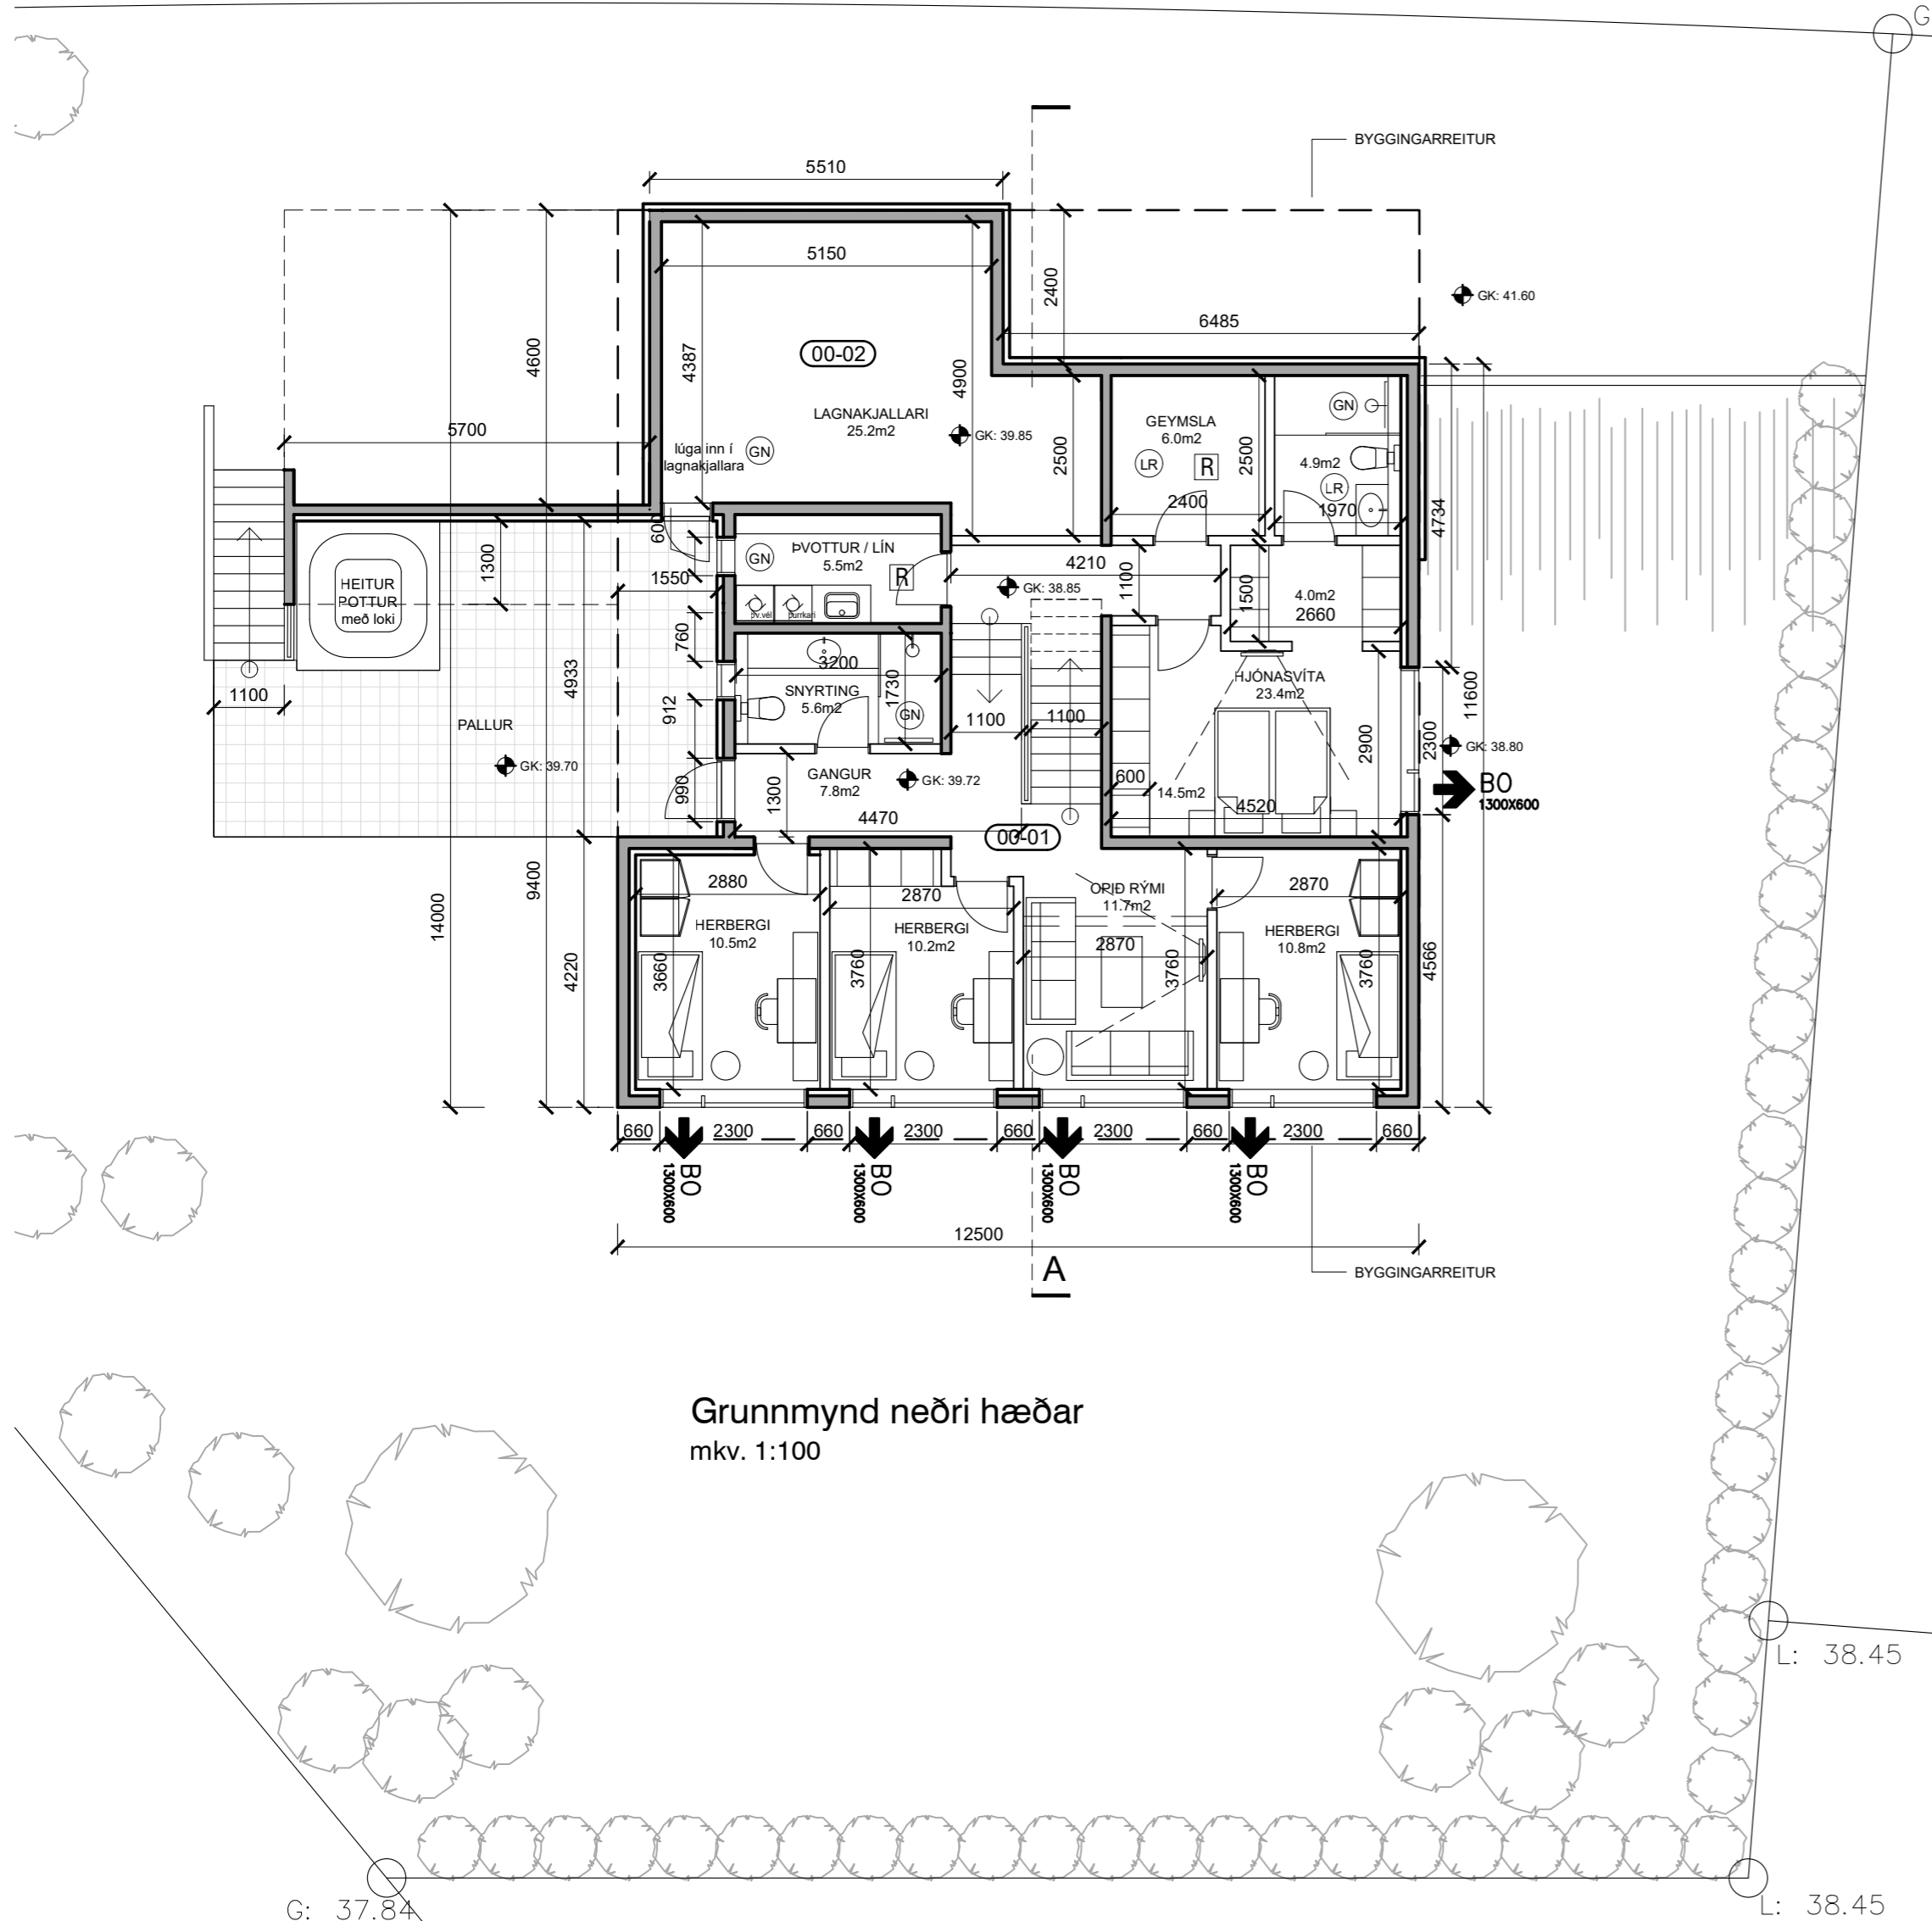 G
BYGGINGARREITUR
5510
5150
2400
GK: 41.60
6485
00-02
4600
4387
4900
LAGNAKJALLARI
25.2m2
GK: 39.85
lúga inn í
lagnakjallara
GN
5700
2500
GEYMSLA
6.0m2
LR
R
2500
2400
GN
4.9m2
LR
1970
4734
600
1300
HEITUR
POTTUR
með loki
1550
ÞVOTTUR / LÍN
5.5m2
GN
R
þv.vél
þurrkari
4210
GK: 38.85
1100
1500
4.0m2
2660
760
4933
3200
1730
SNYRTING
5.6m2
GN
912
1100
PALLUR
GK: 39.70
1100
1100
HJÓNASVÍTA
23.4m2
2900
2300
11600
GK: 38.80
BO
1300X600
990
1300
GANGUR
7.8m2
GK: 39.72
4470
600
14.5m2
4520
00-01
14000
9400
4220
2880
HERBERGI
10.5m2
3660
2870
HERBERGI
10.2m2
3760
OPIÐ RÝMI
11.7m2
2870
3760
2870
HERBERGI
10.8m2
3760
4566
660
2300
660
2300
660
2300
660
2300
660
BO
1300X600
BO
1300X600
BO
1300X600
BO
1300X600
12500
A
BYGGINGARREITUR
Grunnmynd neðri hæðar
mkv. 1:100
L: 38.45
G: 37.84
L: 38.45